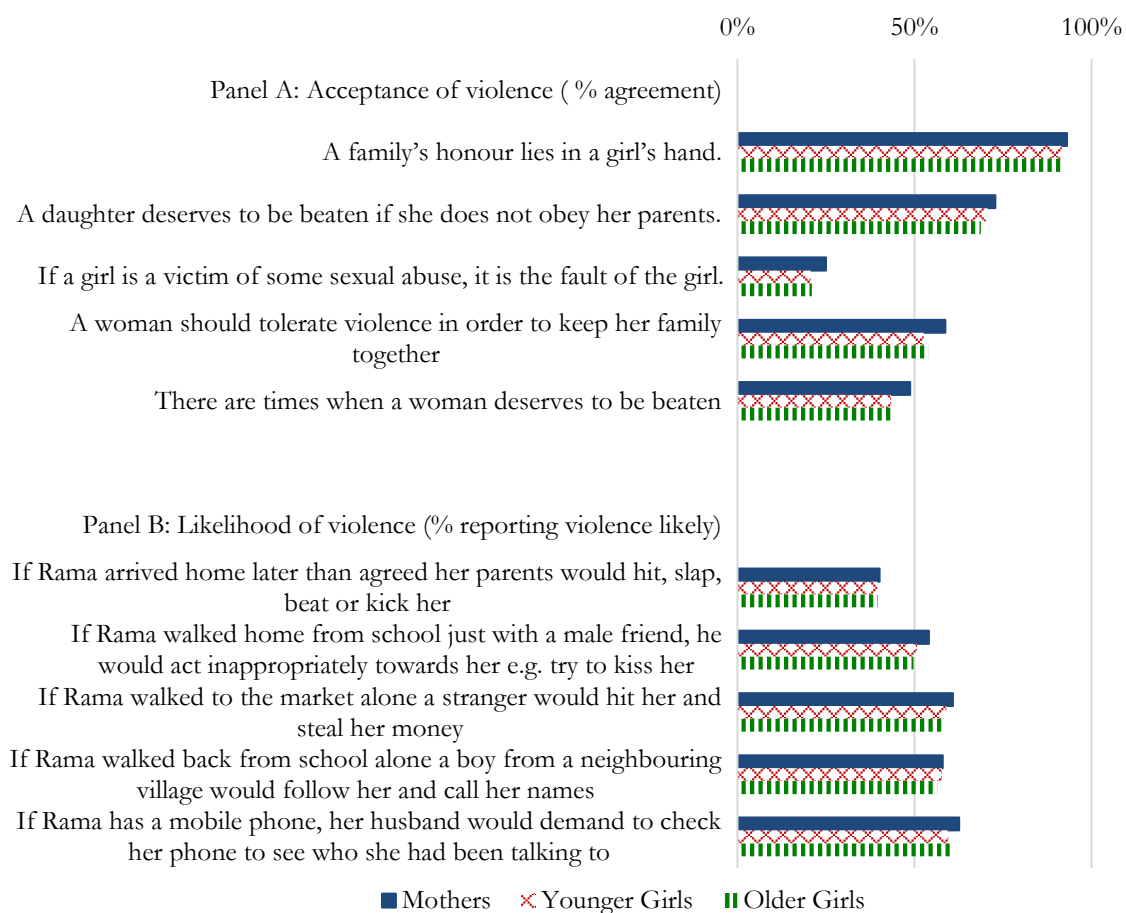 0% 50% 100%
Panel A: Acceptance of violence ( % agreement)
A family’s honour lies in a girl’s hand.
A daughter deserves to be beaten if she does not obey her parents.
If a girl is a victim of some sexual abuse, it is the fault of the girl.
A woman should tolerate violence in order to keep her family
together
There are times when a woman deserves to be beaten
Panel B: Likelihood of violence (% reporting violence likely)
If Rama arrived home later than agreed her parents would hit, slap,
beat or kick her
If Rama walked home from school just with a male friend, he
would act inappropriately towards her e.g. try to kiss her
If Rama walked to the market alone a stranger would hit her and
steal her money
If Rama walked back from school alone a boy from a neighbouring
village would follow her and call her names
If Rama has a mobile phone, her husband would demand to check
her phone to see who she had been talking to
Mothers Younger Girls Older Girls